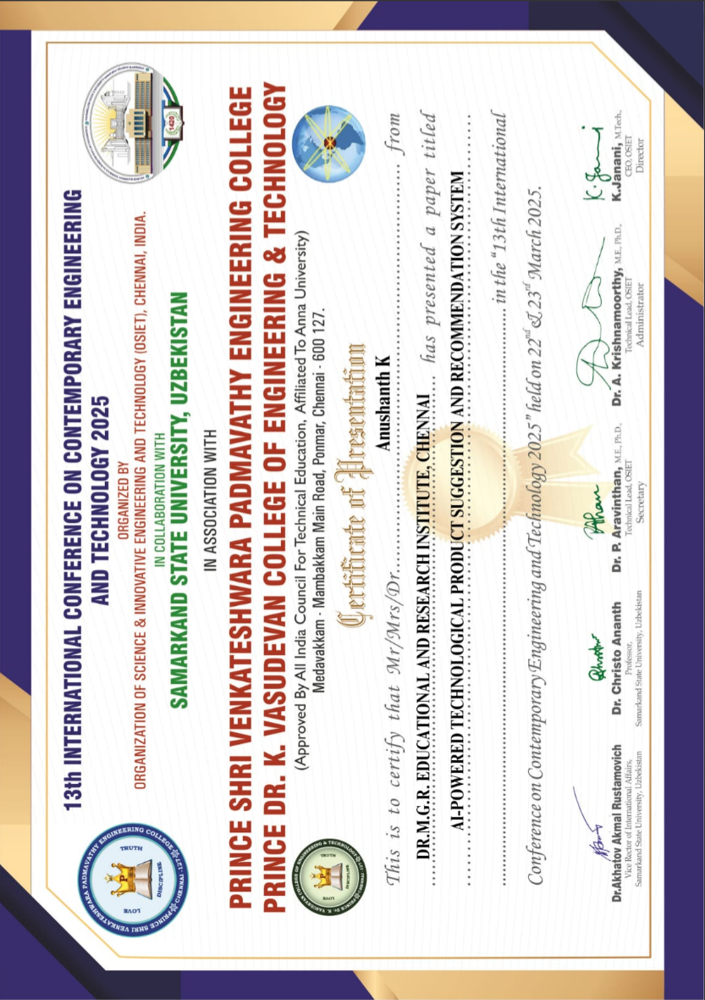 13th INTERNATIONAL CONFERENCE ON CONTEMPORARY ENGINEERING
AND TECHNOLOGY 2025
ORGANIZED BY
ORGANIZATION OF SCIENCE & INNOVATIVE ENGINEERING AND TECHNOLOGY (OSIET), CHENNAI, INDIA.
IN COLLABORATION WITH
SAMARKAND STATE UNIVERSITY, UZBEKISTAN
1420
IN ASSOCIATION WITH
PRINCE SHRI VENKATESHWARA PADMAVATHY ENGINEERING COLLEGE
PRINCE DR. K. VASUDEVAN COLLEGE OF ENGINEERING & TECHNOLOGY
PRINCE SHRI VENKATESHWARA PADMAVATHY ENGINEERING COLLEGE
CHENNAI - 127.
TRUTH
LOVE
DISCIPLINE
P
(Approved By All India Council For Technical Education, Affiliated To Anna University)
Medavakkam - Mambakkam Main Road, Ponmar, Chennai - 600 127.
PRINCE Dr. K. VASUDEVAN COLLEGE OF ENGINEERING & TECHNOLOGY
TRUTH
LOVE
DISCIPLINE
P
Certificate of Presentation
This is to certify that Mr/Mrs/Dr. Anushanth K from
DR.M.G.R. EDUCATIONAL AND RESEARCH INSTITUTE, CHENNAI has presented a paper titled
AI-POWERED TECHNOLOGICAL PRODUCT SUGGESTION AND RECOMMENDATION SYSTEM
in the “13th International
Conference on Contemporary Engineering and Technology 2025” held on 22nd & 23rd March 2025.
K. Janani
Dr.Akhatov Akmal Rustamovich
Vice Rector of International Affairs,
Samarkand State University, Uzbekistan
Dr. Christo Ananth
Professor,
Samarkand State University, Uzbekistan
Dr. P. Aravinthan, M.E., Ph.D.,
Technical Lead, OSIET
Secretary
Dr. A. Krishnamoorthy, M.E., Ph.D.,
Technical Lead, OSIET
Administrator
K.Janani, M.Tech.,
CEO, OSIET
Director